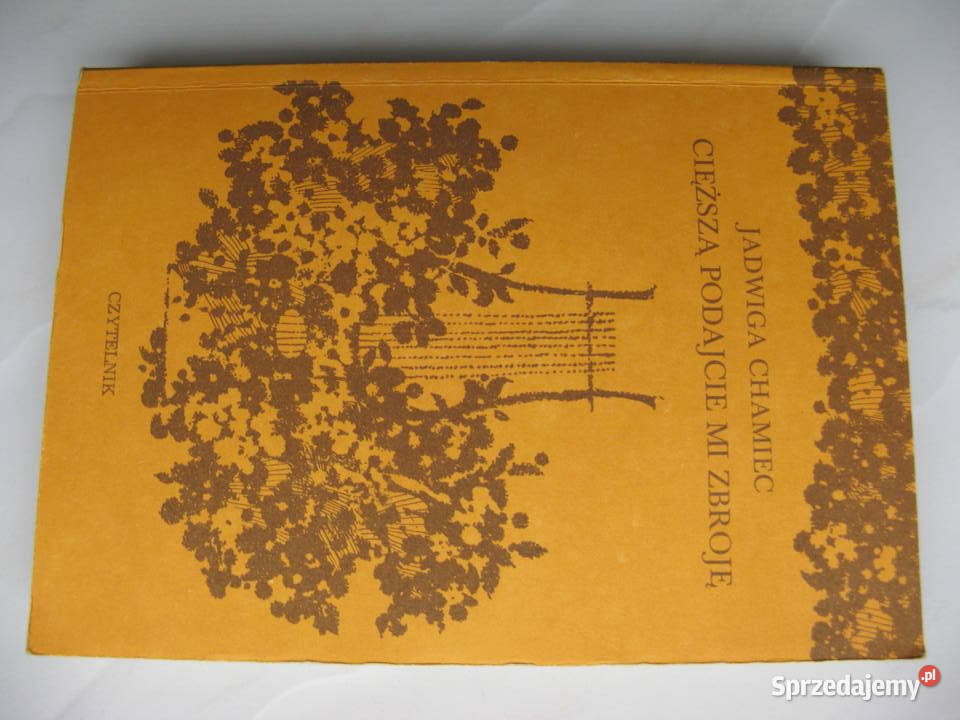 JADWIGA CHAMIEC
CIĘŻSZĄ PODAJCIE MI ZBROJĘ
CZYTELNIK
Sprzedajemy.pl